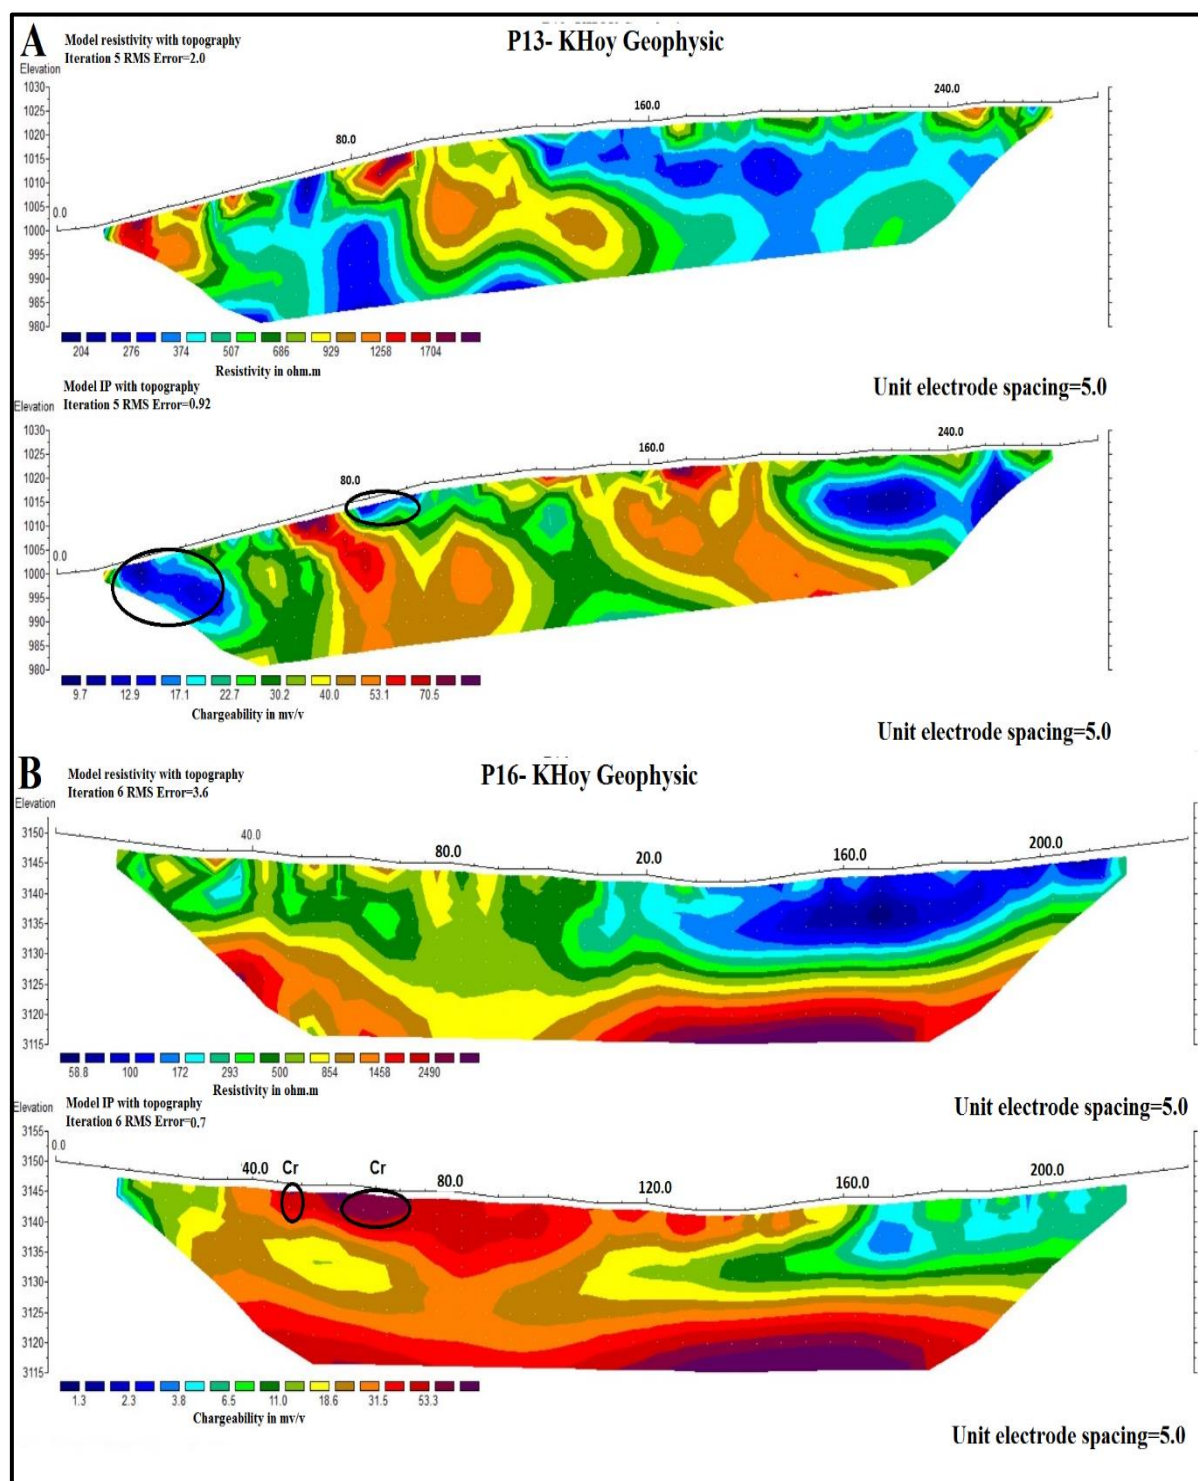 A
Model resistivity with topography
Iteration 5 RMS Error=2.0
P13- KHoy Geophysic
Elevation
1030
1025
1020
1015
1010
1005
1000
995
990
985
980
0.0
80.0
160.0
240.0
204 276 374 507 686 929 1258 1704
Resistivity in ohm.m
Unit electrode spacing=5.0
Model IP with topography
Iteration 5 RMS Error=0.92
Elevation
1030
1025
1020
1015
1010
1005
1000
995
990
985
980
0.0
80.0
160.0
240.0
9.7 12.9 17.1 22.7 30.2 40.0 53.1 70.5
Chargeability in mv/v
Unit electrode spacing=5.0
B
Model resistivity with topography
Iteration 6 RMS Error=3.6
P16- KHoy Geophysic
Elevation
3150
3145
3140
3135
3130
3125
3120
3115
40.0
80.0
20.0
160.0
200.0
58.8 100 172 293 500 854 1458 2490
Resistivity in ohm.m
Unit electrode spacing=5.0
Model IP with topography
Iteration 6 RMS Error=0.7
Elevation
3155
3150
3145
3140
3135
3130
3125
3120
3115
0.0
40.0
Cr
Cr
80.0
120.0
160.0
200.0
1.3 2.3 3.8 6.5 11.0 18.6 31.5 53.3
Chargeability in mv/v
Unit electrode spacing=5.0